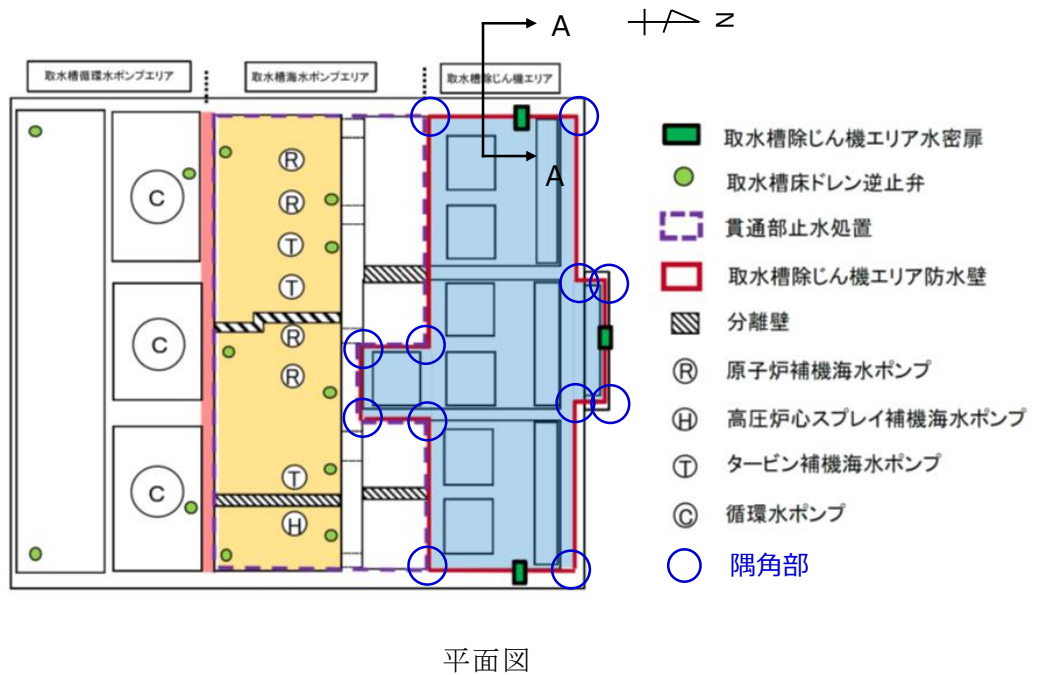 A
N
取水槽循環水ポンプエリア
取水槽海水ポンプエリア
取水槽除じん機エリア
A
R
R
T
T
R
R
T
H
C
C
C
取水槽除じん機エリア水密扉
取水槽床ドレン逆止弁
貫通部止水処置
取水槽除じん機エリア防水壁
分離壁
R 原子炉補機海水ポンプ
H 高圧炉心スプレイ補機海水ポンプ
T タービン補機海水ポンプ
C 循環水ポンプ
隅角部
平面図